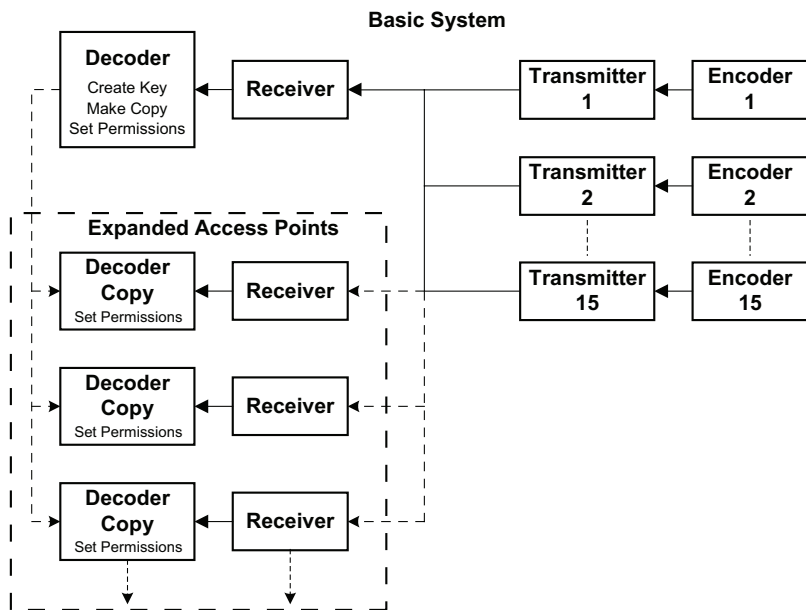 Basic System
Decoder
Create Key
Make Copy
Set Permissions
Receiver
Transmitter
1
Encoder
1
Transmitter
2
Encoder
2
Expanded Access Points
Decoder
Copy
Set Permissions
Receiver
Transmitter
15
Encoder
15
Decoder
Copy
Set Permissions
Receiver
Decoder
Copy
Set Permissions
Receiver